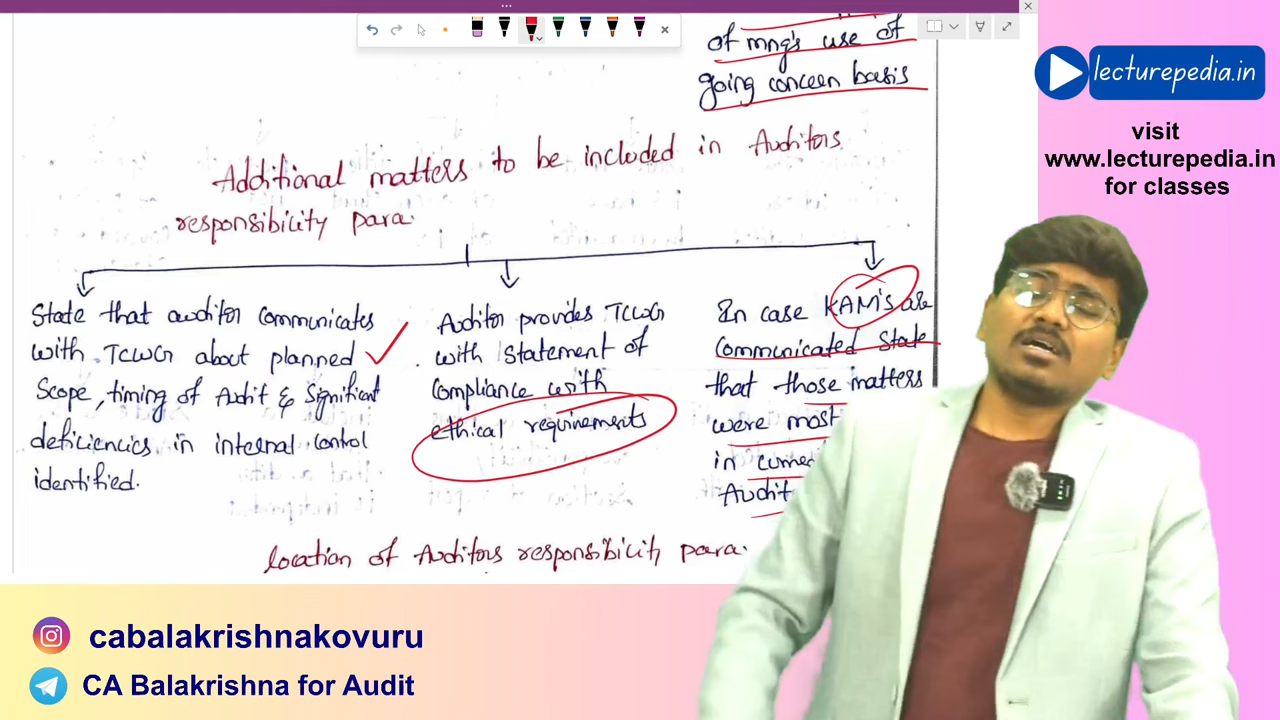 of mng's use of
going concern basis
Additional matters to be included in Auditors
responsibility para.
State that auditor communicates
with TCWG about planned
Scope, timing of Audit & Significant
deficiencies in internal control
identified.
Auditor provides TCWG
with statement of
Compliance with
ethical requirements
In case KAM's are
Communicated State
that those matters
were most
in
Audit
location of Auditors responsibility para.
lecturepedia.in
visit
www.lecturepedia.in
for classes
cabalakrishnakovuru
CA Balakrishna for Audit